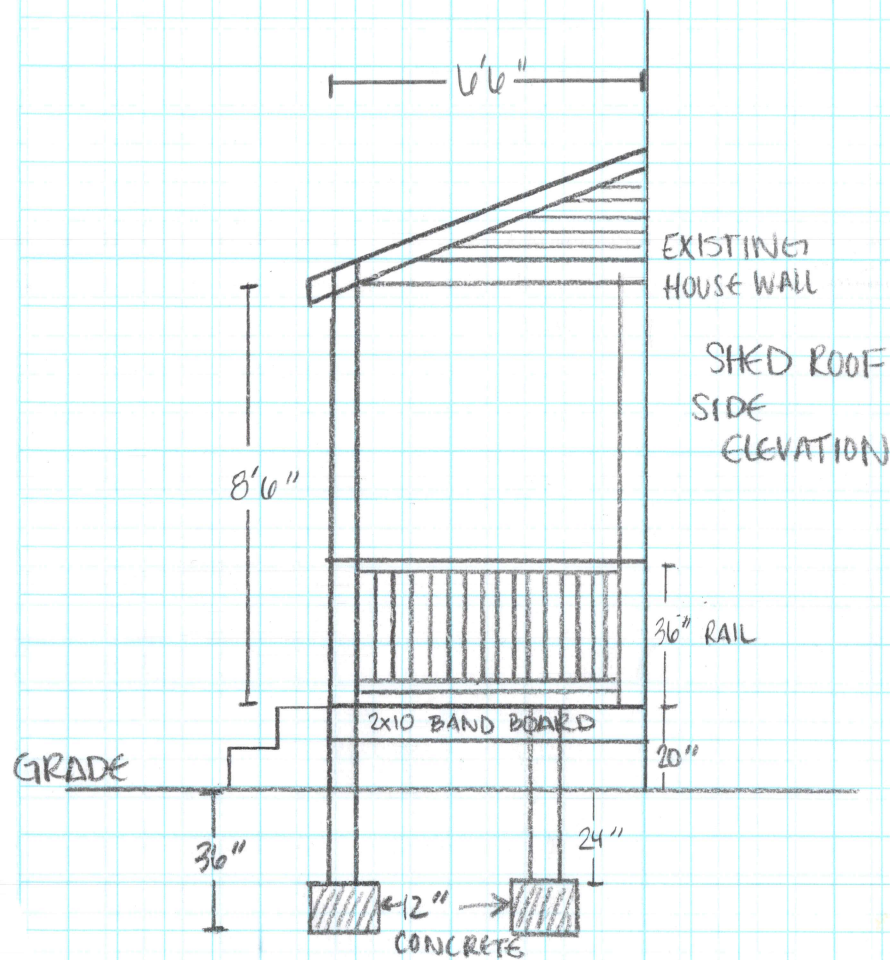 6'6"
EXISTING
HOUSE WALL
SHED ROOF
SIDE
ELEVATION
8'6"
36" RAIL
2x10 BAND BOARD
20"
GRADE
36"
24"
12"
CONCRETE